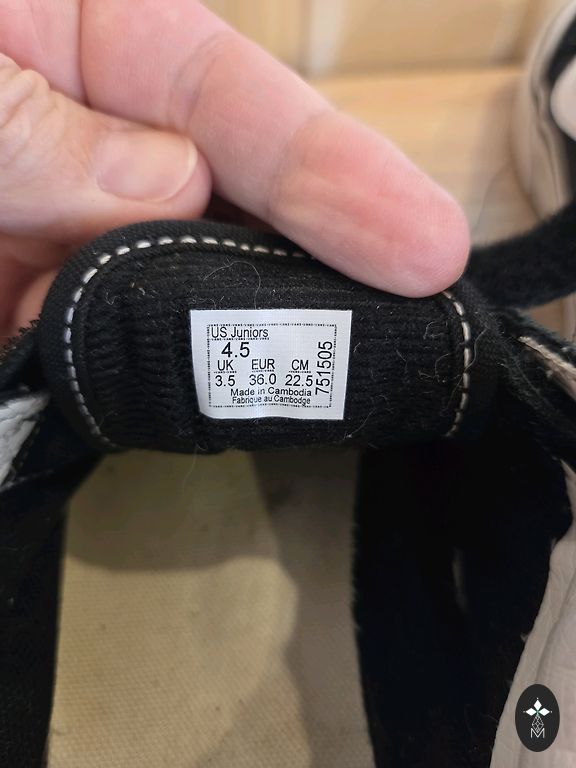 US Juniors
4.5
UK EUR CM
3.5 36.0 22.5
Made in Cambodia
Fabrique au Cambodge
751505